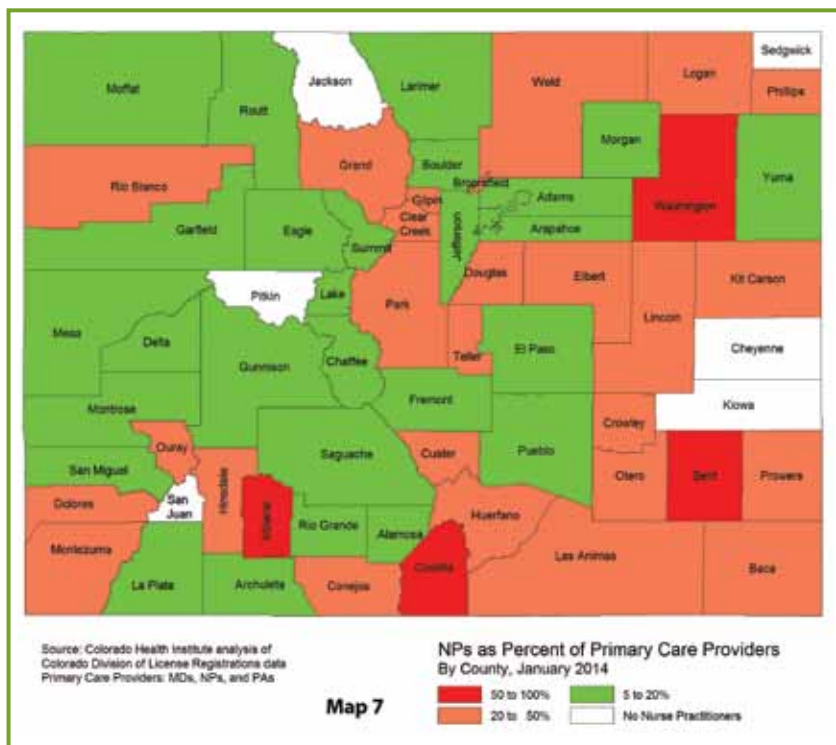 Sedgwick
Logan
Phillips
Weld
Larimer
Jackson
Moffat
Routt
Morgan
Yuma
Washington
Grand
Boulder
Rio Blanco
Broomfield
Adams
Gilpin
Clear
Creek
Garfield
Eagle
Summit
Jefferson
Arapahoe
Douglas
Elbert
Kit Carson
Pitkin
Lake
Park
Lincoln
Mesa
Delta
Teller
El Paso
Cheyenne
Gunnison
Chaffee
Kiowa
Fremont
Montrose
Crowley
Ouray
Custer
Pueblo
San Miguel
Saguache
Otero
Bent
Prowers
Hinsdale
Dolores
San
Juan
Mineral
Rio Grande
Alamosa
Huerfano
Montezuma
Costilla
Las Animas
Baca
La Plata
Archuleta
Conejos
Source: Colorado Health Institute analysis of
Colorado Division of License Registrations data
Primary Care Providers: MDs, NPs, and PAs
Map 7
NPs as Percent of Primary Care Providers
By County, January 2014
50 to 100%
5 to 20%
20 to 50%
No Nurse Practitioners